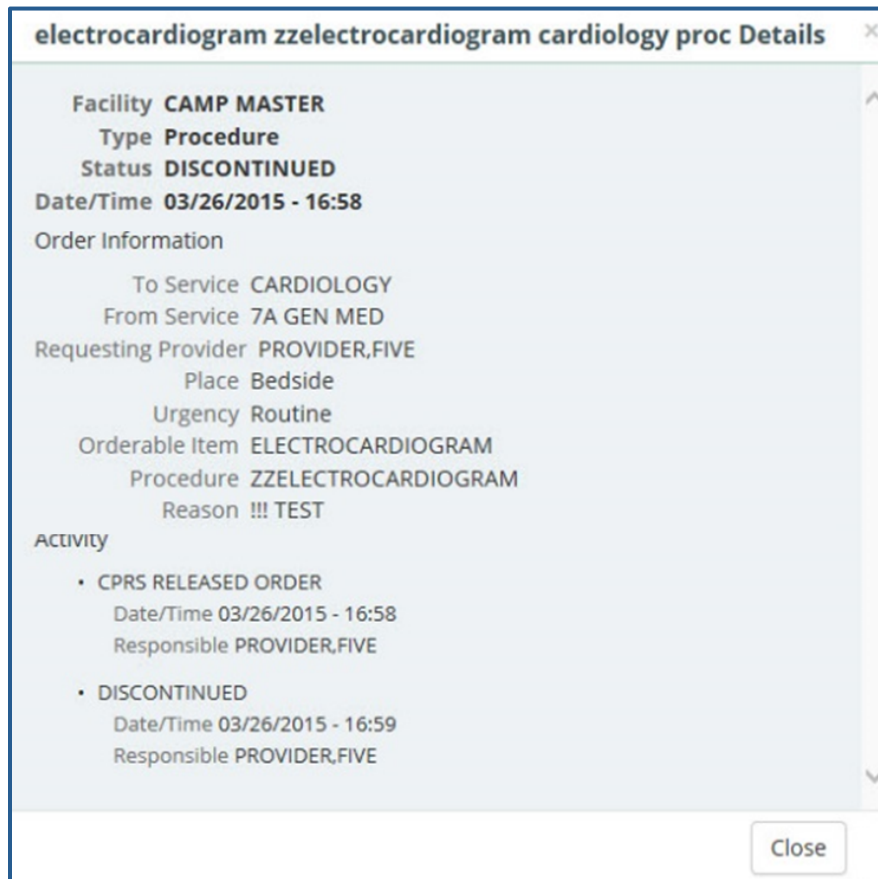 electrocardiogram zzelectrocardiogram cardiology proc Details ×
Facility CAMP MASTER
Type Procedure
Status DISCONTINUED
Date/Time 03/26/2015 - 16:58
Order Information
To Service CARDIOLOGY
From Service 7A GEN MED
Requesting Provider PROVIDER,FIVE
Place Bedside
Urgency Routine
Orderable Item ELECTROCARDIOGRAM
Procedure ZZELECTROCARDIOGRAM
Reason !!! TEST
Activity
• CPRS RELEASED ORDER
Date/Time 03/26/2015 - 16:58
Responsible PROVIDER,FIVE
• DISCONTINUED
Date/Time 03/26/2015 - 16:59
Responsible PROVIDER,FIVE
Close